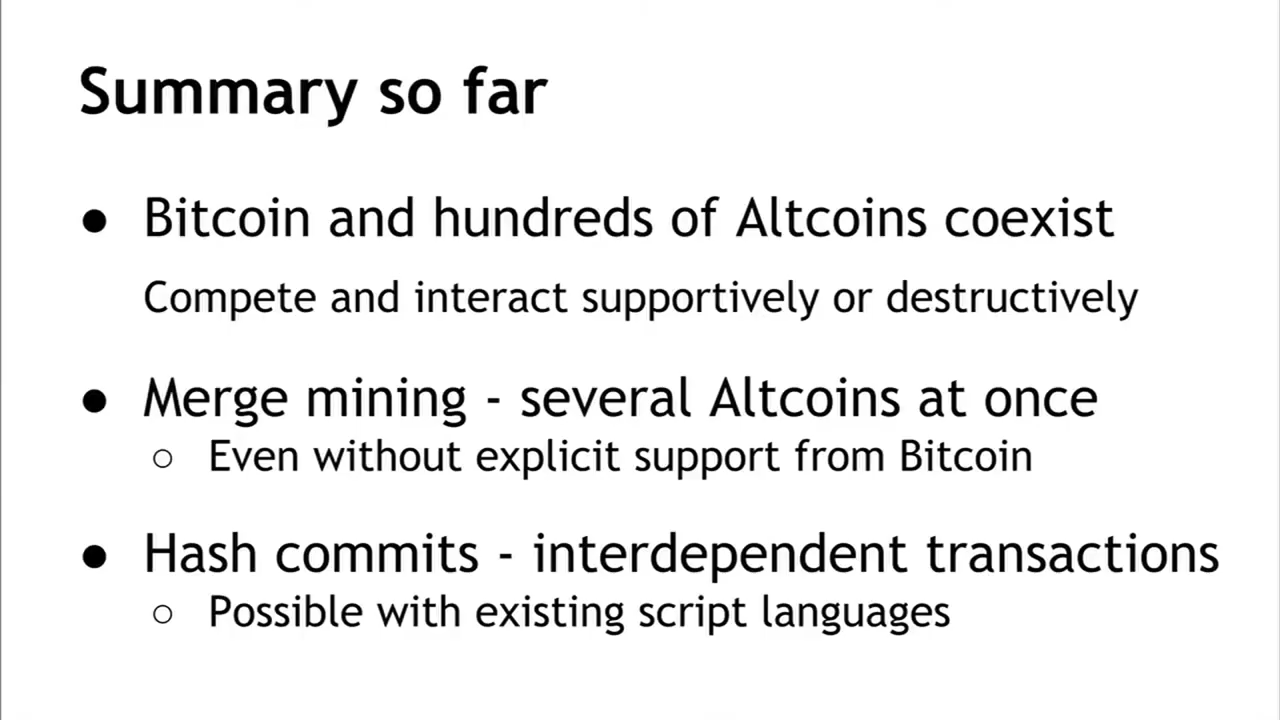 Summary so far
● Bitcoin and hundreds of Altcoins coexist
Compete and interact supportively or destructively
● Merge mining - several Altcoins at once
○ Even without explicit support from Bitcoin
● Hash commits - interdependent transactions
○ Possible with existing script languages